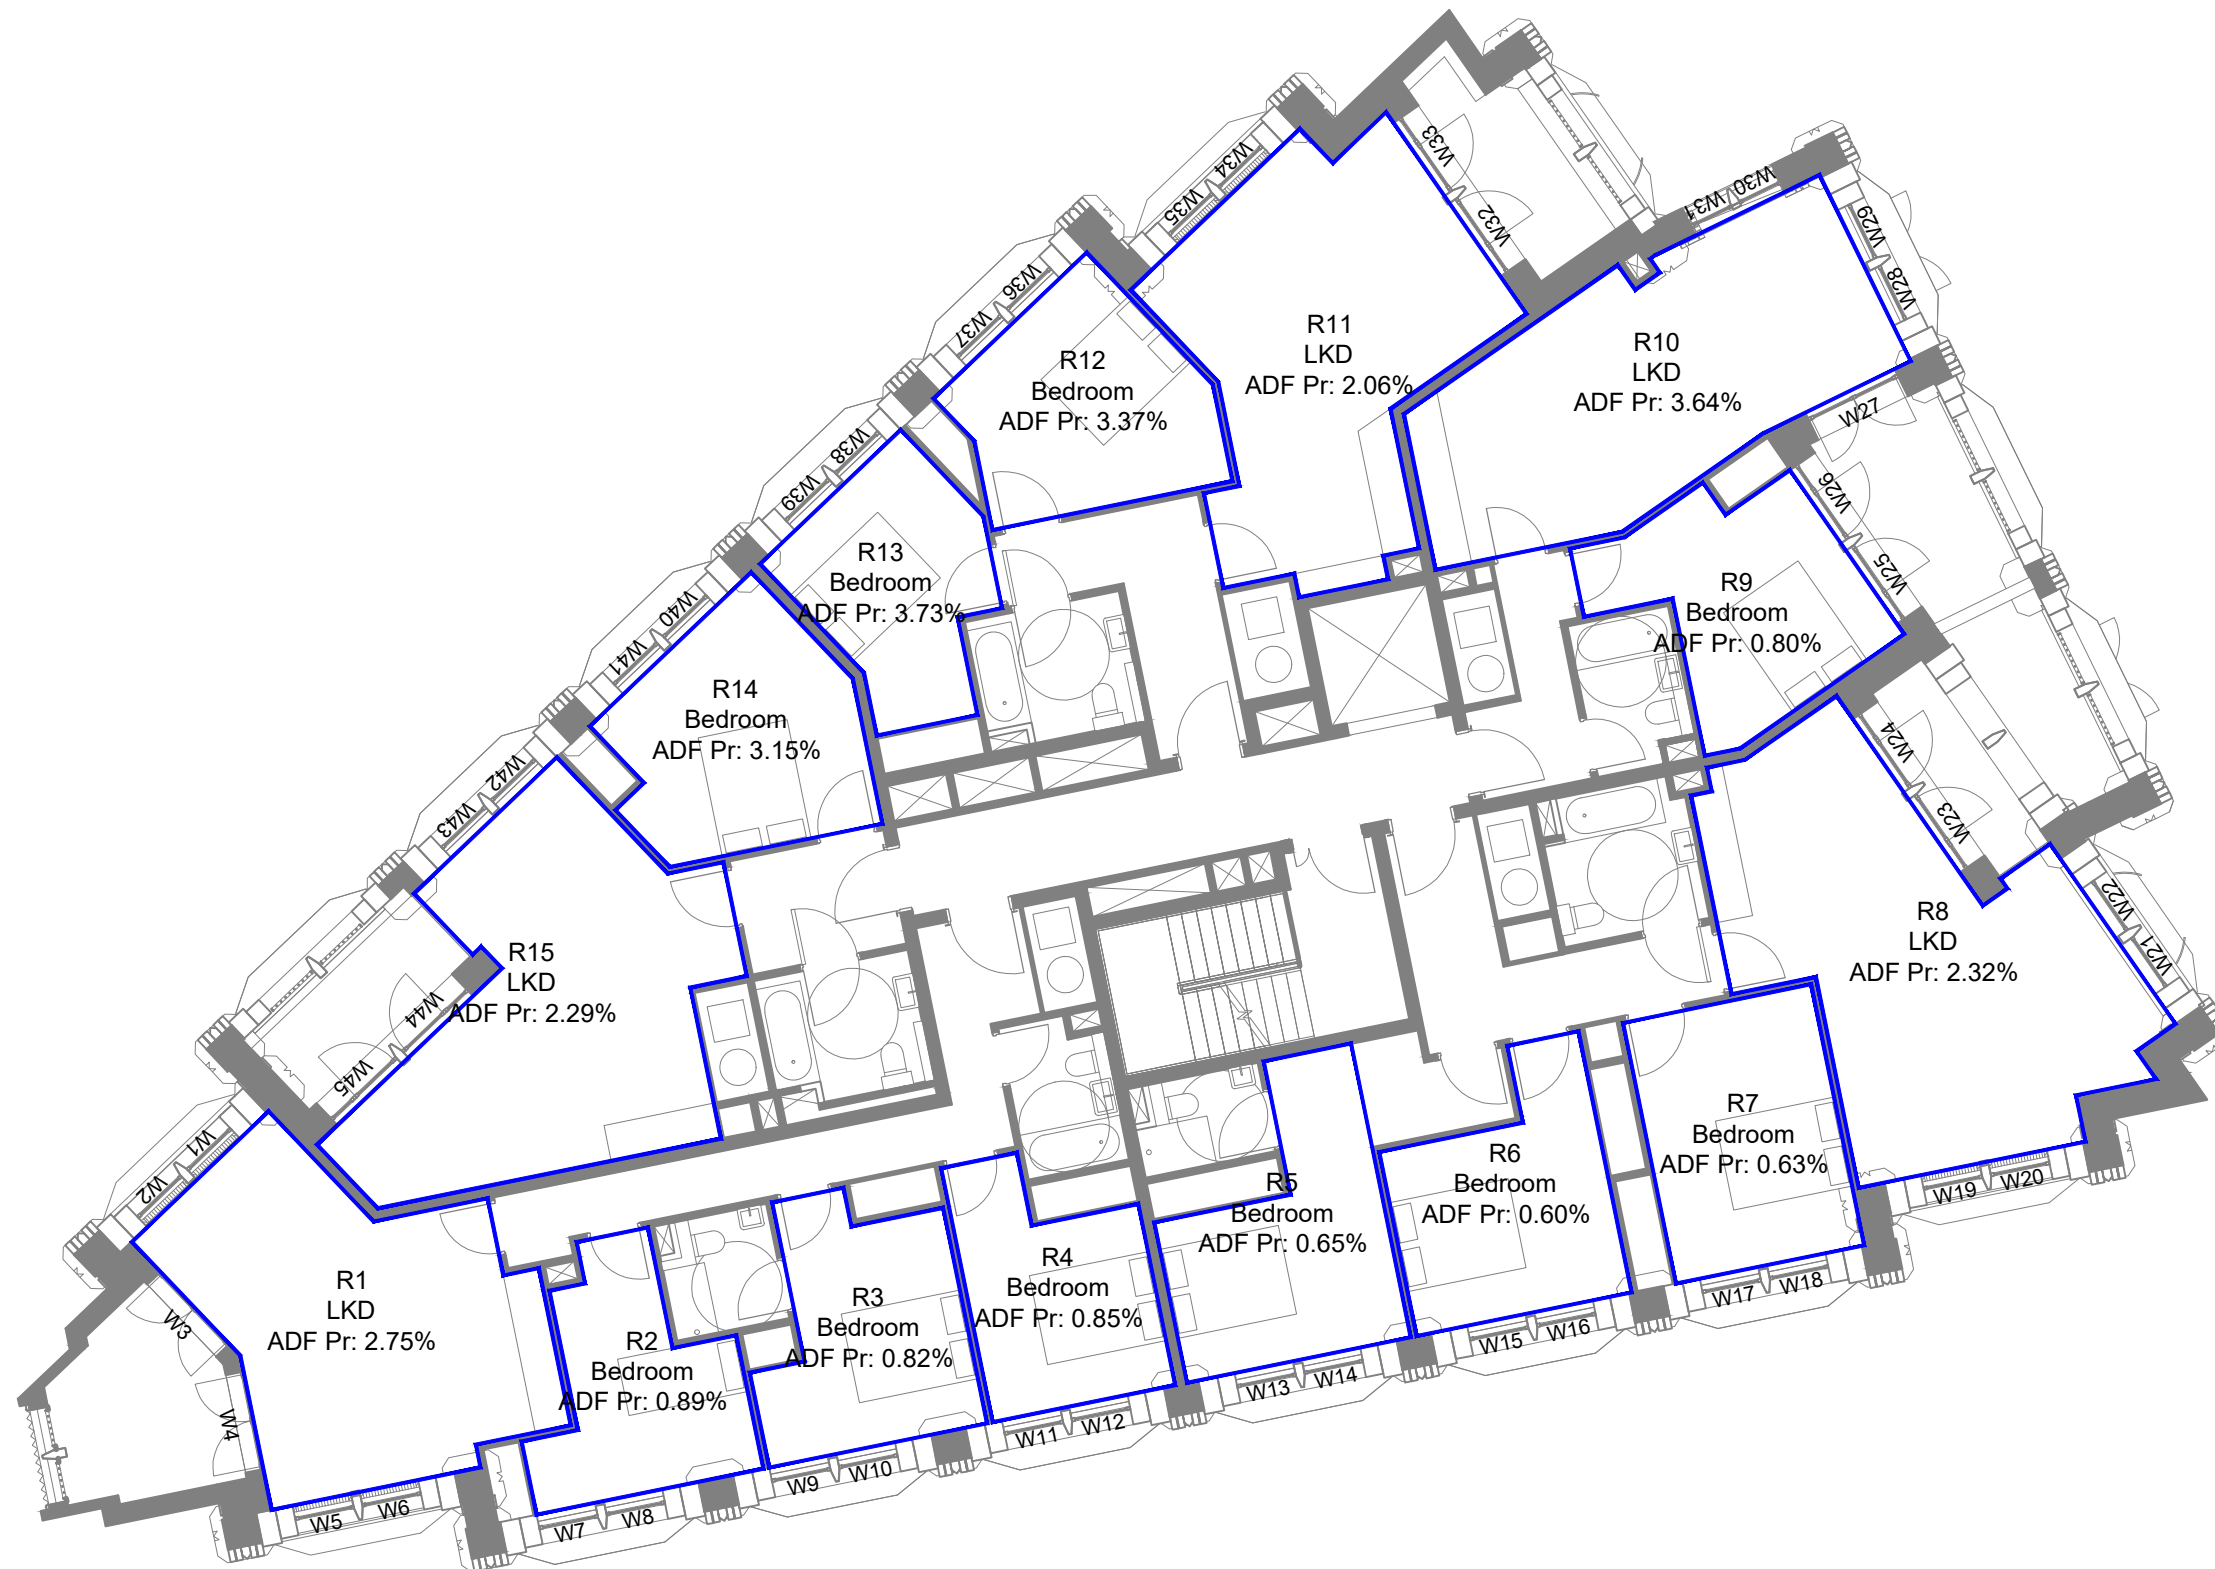 W33
W34
W35
W32
W30
W31
W29
W28
W36
W37
R11
LKD
ADF Pr: 2.06%
R10
LKD
ADF Pr: 3.64%
R12
Bedroom
ADF Pr: 3.37%
W27
W38
W39
W26
W25
R13
Bedroom
ADF Pr: 3.73%
R9
Bedroom
ADF Pr: 0.80%
W40
W41
R14
Bedroom
ADF Pr: 3.15%
W24
W23
W42
W43
W22
W21
R8
LKD
ADF Pr: 2.32%
R15
LKD
ADF Pr: 2.29%
W44
W45
W1
W2
R7
Bedroom
ADF Pr: 0.63%
R6
Bedroom
ADF Pr: 0.60%
R5
Bedroom
ADF Pr: 0.65%
W19
W20
R4
Bedroom
ADF Pr: 0.85%
R3
Bedroom
ADF Pr: 0.82%
R2
Bedroom
ADF Pr: 0.89%
R1
LKD
ADF Pr: 2.75%
W3
W4
W17
W18
W15
W16
W13
W14
W11
W12
W9
W10
W7
W8
W5
W6